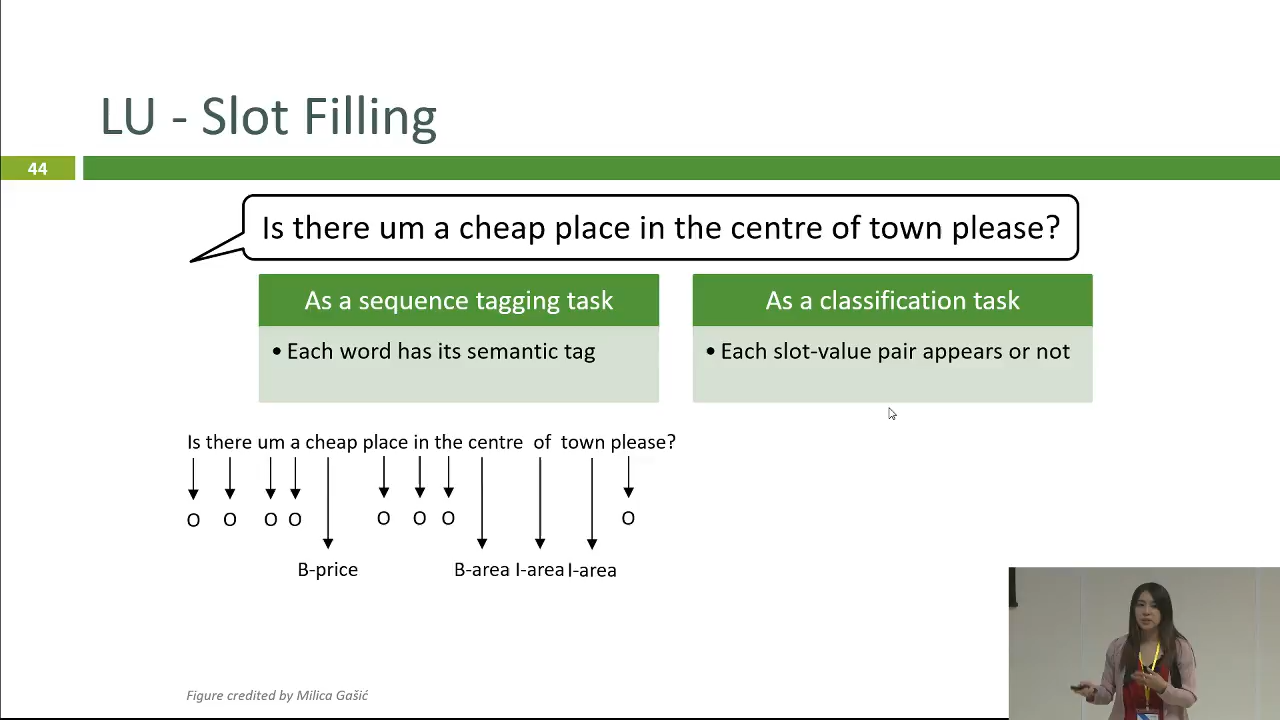 LU - Slot Filling
44
Is there um a cheap place in the centre of town please?
As a sequence tagging task
• Each word has its semantic tag
As a classification task
• Each slot-value pair appears or not
Is there um a cheap place in the centre of town please?
O O O O O O O O
B-price B-area I-area I-area
Figure credited by Milica Gašić